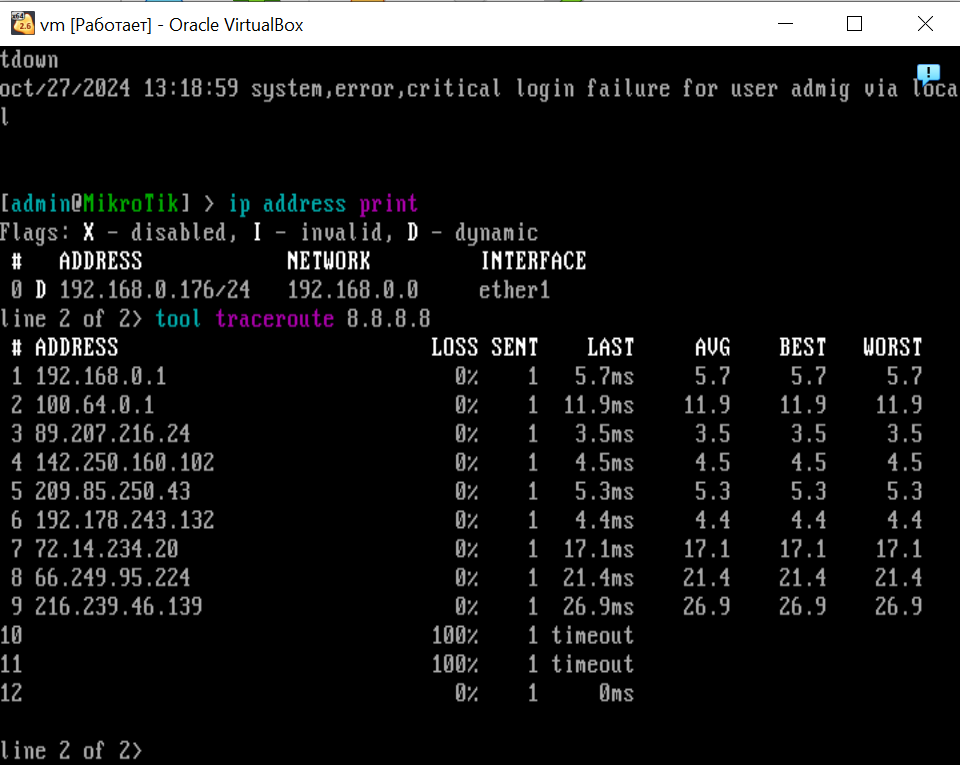 vm [Работает] - Oracle VirtualBox
tdown
oct/27/2024 13:18:59 system,error,critical login failure for user admig via loca
l
[admin@MikroTik] > ip address print
Flags: X - disabled, I - invalid, D - dynamic
# ADDRESS NETWORK INTERFACE
0 D 192.168.0.176/24 192.168.0.0 ether1
line 2 of 2> tool traceroute 8.8.8.8
# ADDRESS LOSS SENT LAST AVG BEST WORST
1 192.168.0.1 0% 1 5.7ms 5.7 5.7 5.7
2 100.64.0.1 0% 1 11.9ms 11.9 11.9 11.9
3 89.207.216.24 0% 1 3.5ms 3.5 3.5 3.5
4 142.250.160.102 0% 1 4.5ms 4.5 4.5 4.5
5 209.85.250.43 0% 1 5.3ms 5.3 5.3 5.3
6 192.178.243.132 0% 1 4.4ms 4.4 4.4 4.4
7 72.14.234.20 0% 1 17.1ms 17.1 17.1 17.1
8 66.249.95.224 0% 1 21.4ms 21.4 21.4 21.4
9 216.239.46.139 0% 1 26.9ms 26.9 26.9 26.9
10 100% 1 timeout
11 100% 1 timeout
12 0% 1 0ms
line 2 of 2>